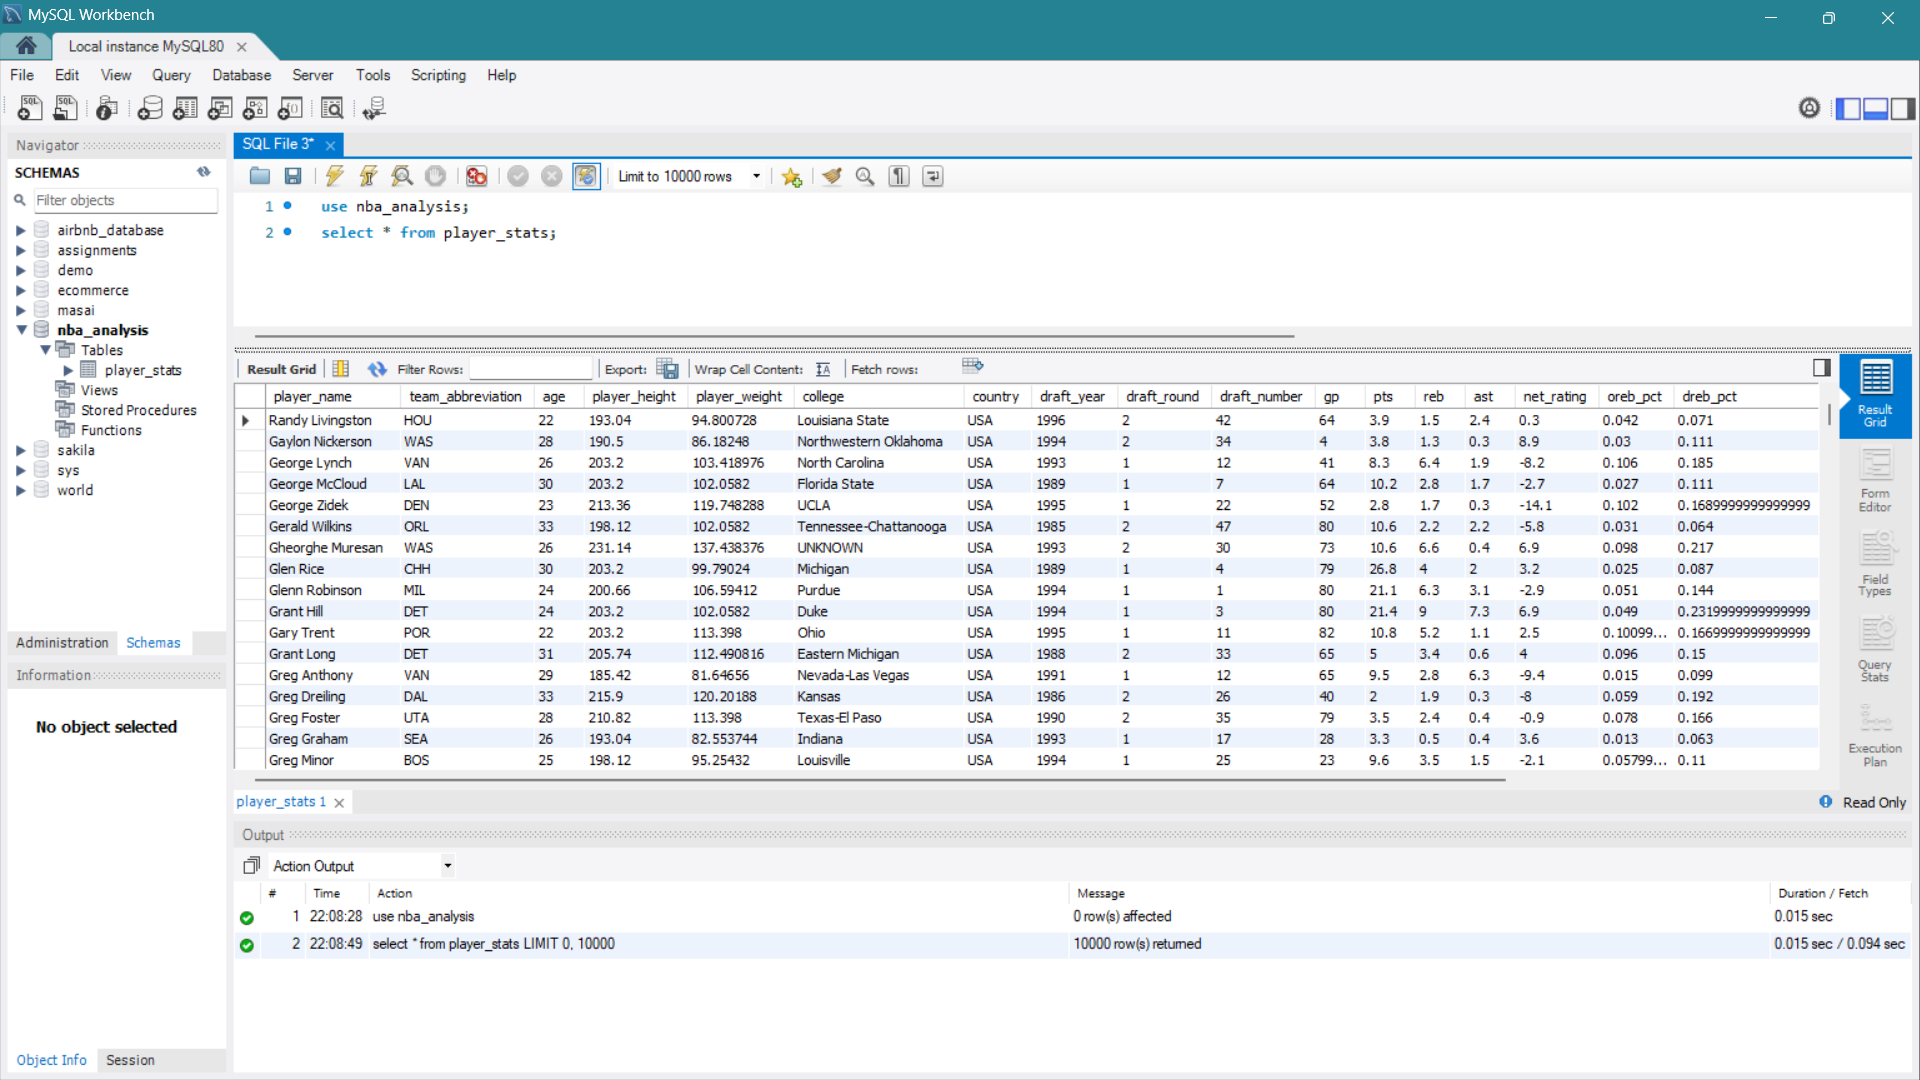 MySQL Workbench
Local instance MySQL80
File Edit View Query Database Server Tools Scripting Help
Navigator
SCHEMAS
Filter objects
airbnb_database
assignments
demo
ecommerce
masai
nba_analysis
Tables
player_stats
Views
Stored Procedures
Functions
sakila
sys
world
Administration Schemas
Information
No object selected
Object Info Session
SQL File 3*
Limit to 10000 rows
1 use nba_analysis;
2 select * from player_stats;
Result Grid Filter Rows: Export: Wrap Cell Content: Fetch rows:
player_name team_abbreviation age player_height player_weight college country draft_year draft_round draft_number gp pts reb ast net_rating oreb_pct dreb_pct
Randy Livingston HOU 22 193.04 94.800728 Louisiana State USA 1996 2 42 64 3.9 1.5 2.4 0.3 0.042 0.071
Gaylon Nickerson WAS 28 190.5 86.18248 Northwestern Oklahoma USA 1994 2 34 4 3.8 1.3 0.3 8.9 0.03 0.111
George Lynch VAN 26 203.2 103.418976 North Carolina USA 1993 1 12 41 8.3 6.4 1.9 -8.2 0.106 0.185
George McCloud LAL 30 203.2 102.0582 Florida State USA 1989 1 7 64 10.2 2.8 1.7 -2.7 0.027 0.111
George Zidek DEN 23 213.36 119.748288 UCLA USA 1995 1 22 52 2.8 1.7 0.3 -14.1 0.102 0.1689999999999999
Gerald Wilkins ORL 33 198.12 102.0582 Tennessee-Chattanooga USA 1985 2 47 80 10.6 2.2 2.2 -5.8 0.031 0.064
Gheorghe Muresan WAS 26 231.14 137.438376 UNKNOWN USA 1993 2 30 73 10.6 6.6 0.4 6.9 0.098 0.217
Glen Rice CHH 30 203.2 99.79024 Michigan USA 1989 1 4 79 26.8 4 2 3.2 0.025 0.087
Glenn Robinson MIL 24 200.66 106.59412 Purdue USA 1994 1 1 80 21.1 6.3 3.1 -2.9 0.051 0.144
Grant Hill DET 24 203.2 102.0582 Duke USA 1994 1 3 80 21.4 9 7.3 6.9 0.049 0.2319999999999999
Gary Trent POR 22 203.2 113.398 Ohio USA 1995 1 11 82 10.8 5.2 1.1 2.5 0.10099... 0.1669999999999999
Grant Long DET 31 205.74 112.490816 Eastern Michigan USA 1988 2 33 65 5 3.4 0.6 4 0.096 0.15
Greg Anthony VAN 29 185.42 81.64656 Nevada-Las Vegas USA 1991 1 12 65 9.5 2.8 6.3 -9.4 0.015 0.099
Greg Dreiling DAL 33 215.9 120.20188 Kansas USA 1986 2 26 40 2 1.9 0.3 -8 0.059 0.192
Greg Foster UTA 28 210.82 113.398 Texas-El Paso USA 1990 2 35 79 3.5 2.4 0.4 -0.9 0.078 0.166
Greg Graham SEA 26 193.04 82.553744 Indiana USA 1993 1 17 28 3.3 0.5 0.4 3.6 0.013 0.063
Greg Minor BOS 25 198.12 95.25432 Louisville USA 1994 1 25 23 9.6 3.5 1.5 -2.1 0.05799... 0.11
Result Grid
Form Editor
Field Types
Query Stats
Execution Plan
player_stats 1
Read Only
Output
Action Output
# Time Action Message Duration / Fetch
1 22:08:28 use nba_analysis 0 row(s) affected 0.015 sec
2 22:08:49 select * from player_stats LIMIT 0, 10000 10000 row(s) returned 0.015 sec / 0.094 sec